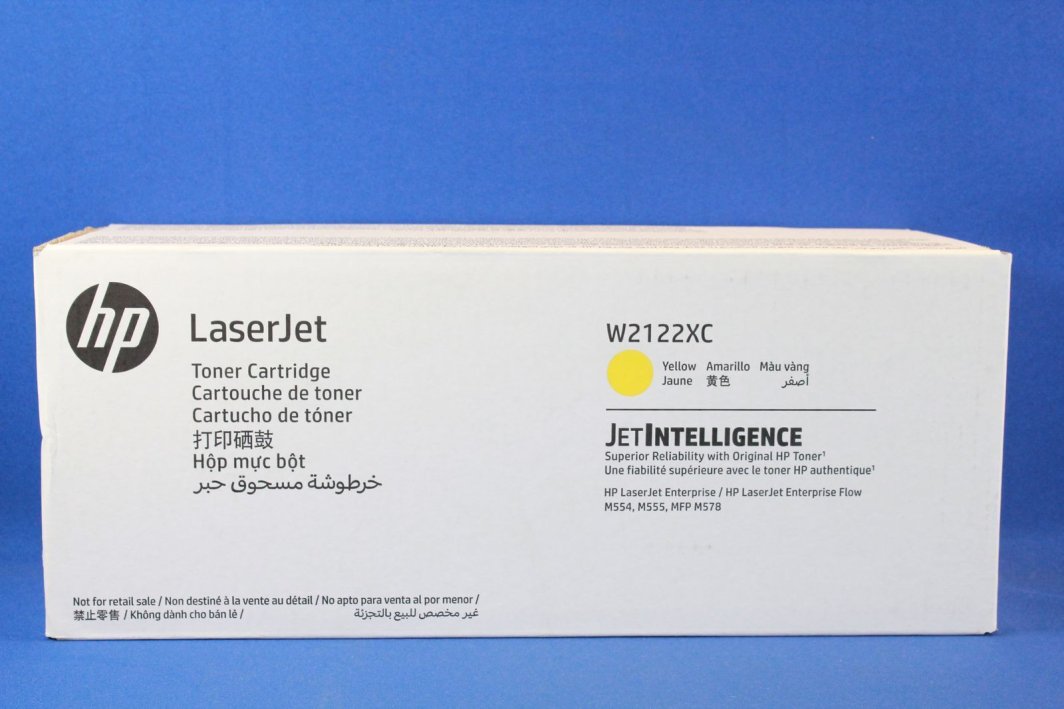 hp
LaserJet
Toner Cartridge
Cartouche de toner
Cartucho de tóner
打印硒鼓
Hộp mực bột
خرطوشة مسحوق حبر
W2122XC
Yellow Amarillo Màu vàng
Jaune 黄色 أصفر
JETINTELLIGENCE
Superior Reliability with Original HP Toner¹
Une fiabilité supérieure avec le toner HP authentique¹
HP LaserJet Enterprise / HP LaserJet Enterprise Flow
M554, M555, MFP M578
Not for retail sale / Non destiné à la vente au détail / No apto para venta al por menor /
禁止零售 / Không dành cho bán lẻ / غير مخصص للبيع بالتجزئة